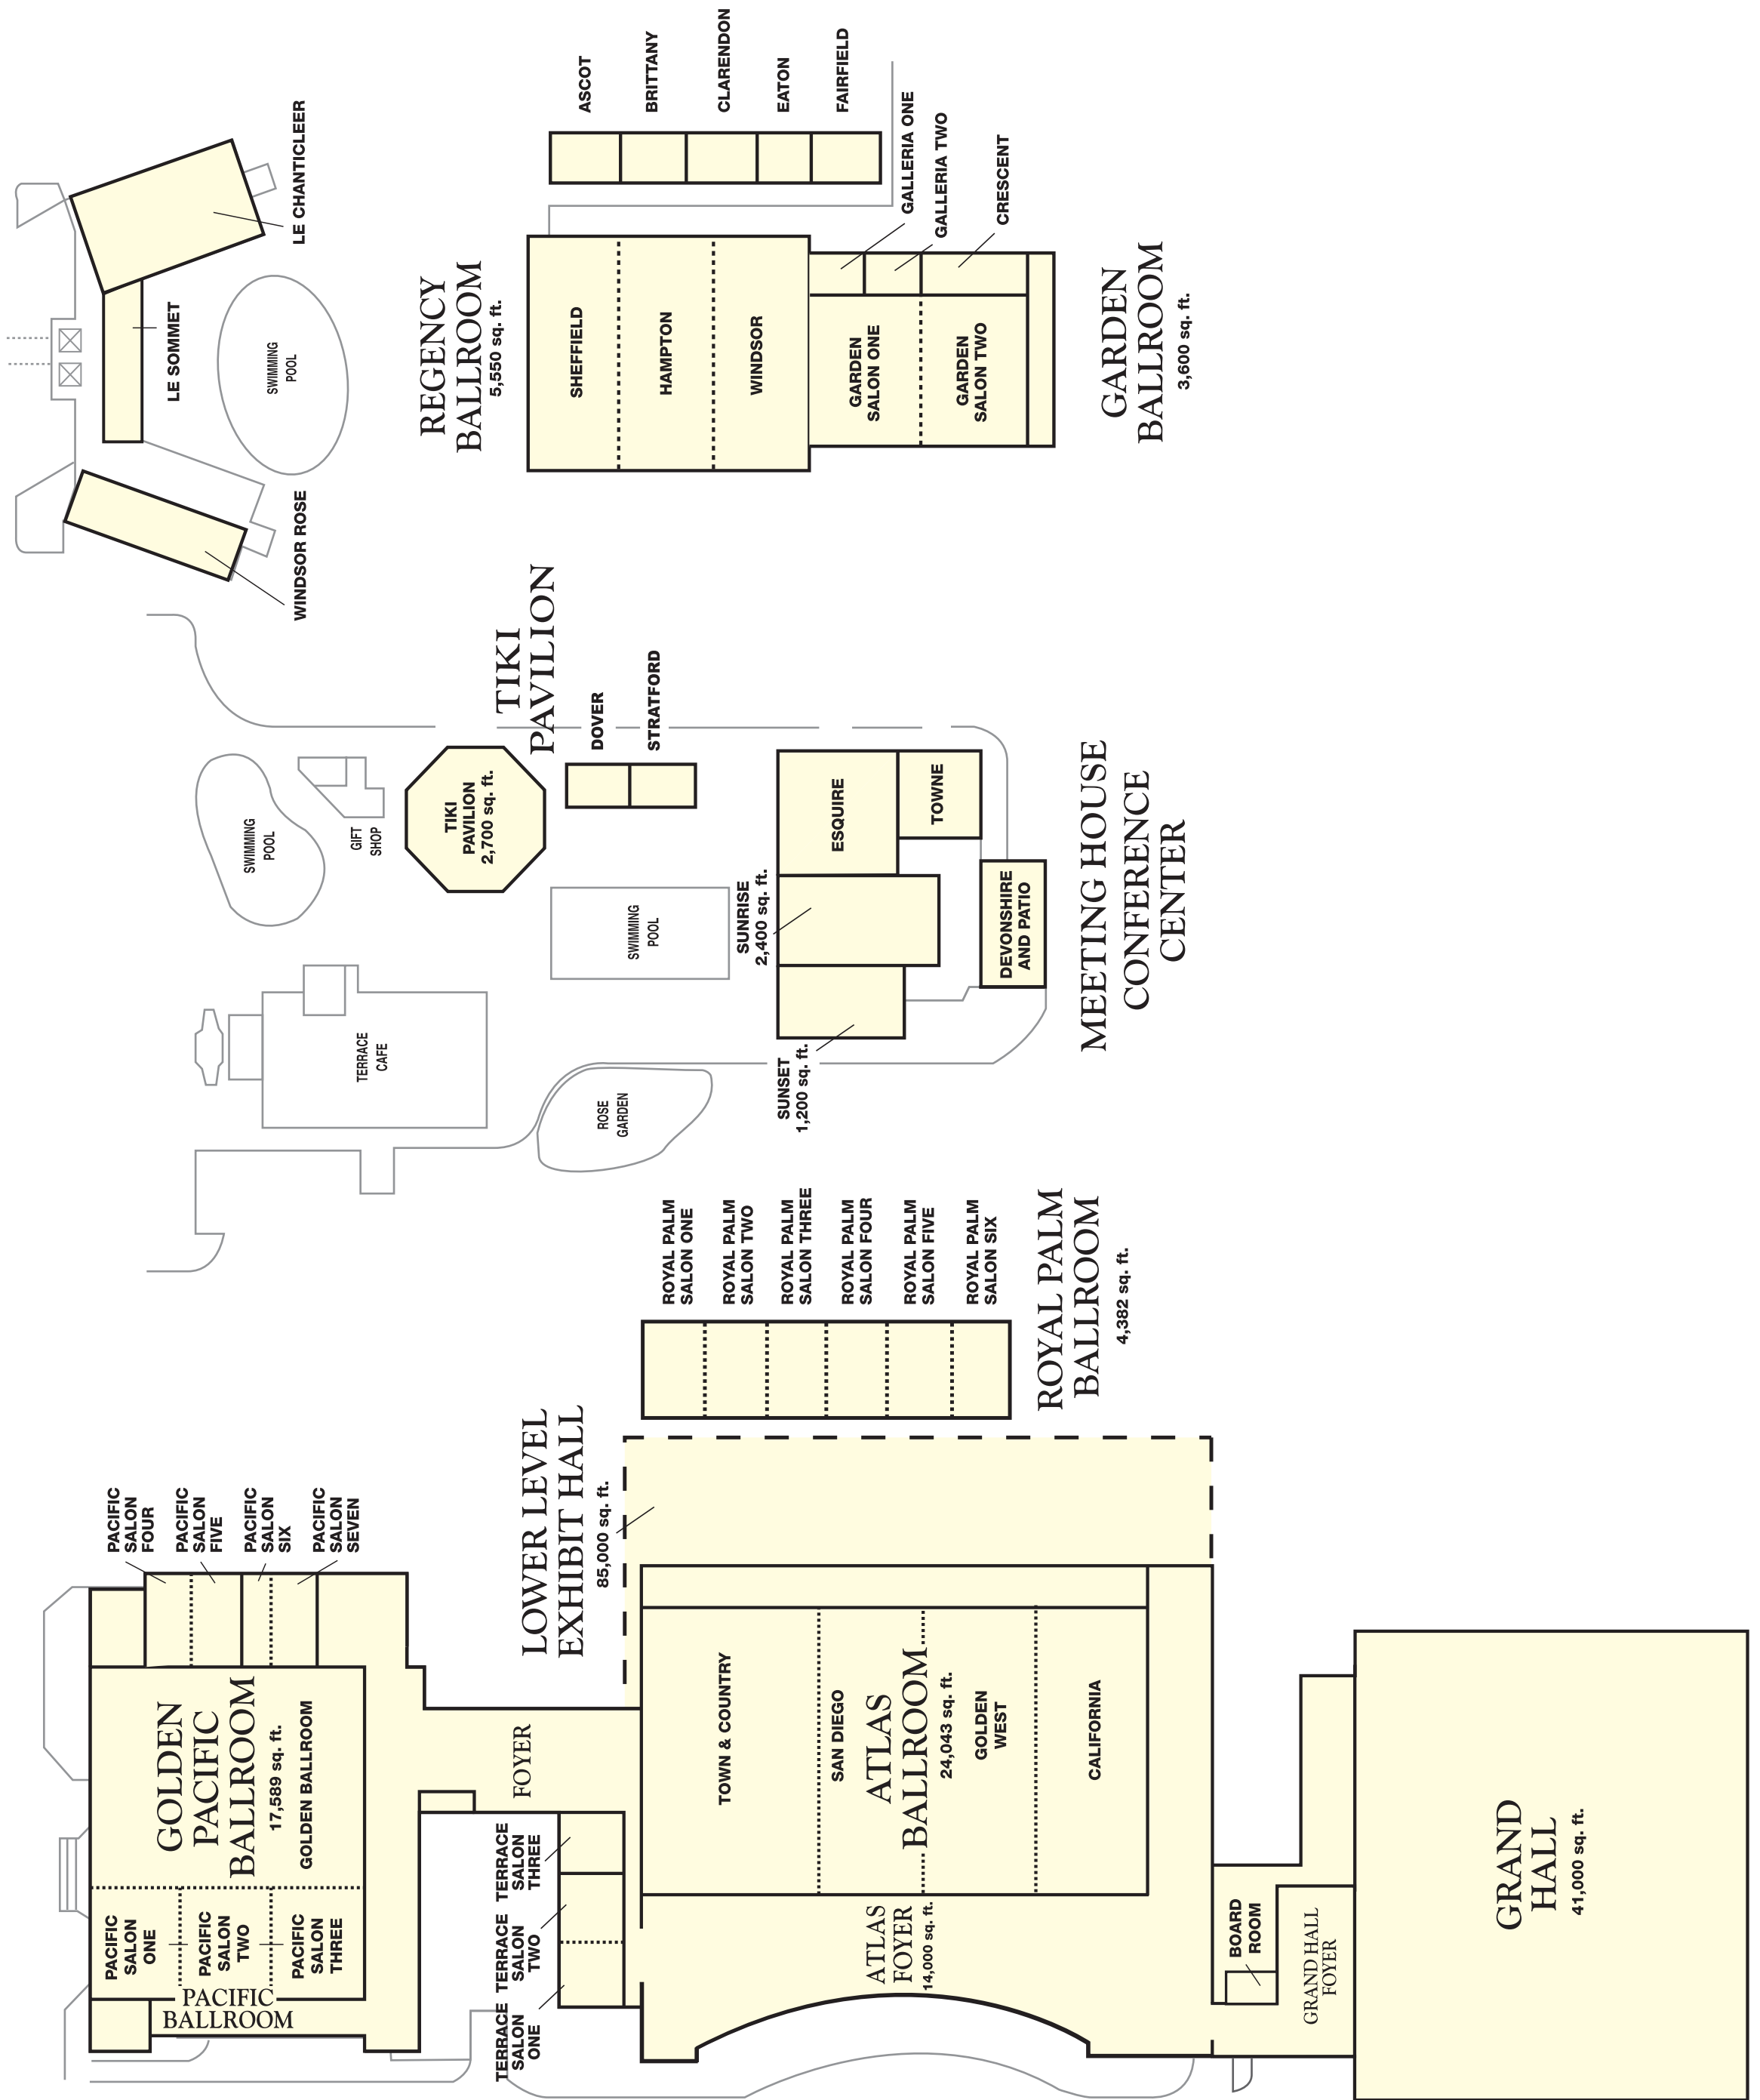 GOLDEN
PACIFIC
BALLROOM
17,589 sq. ft.
GOLDEN BALLROOM
PACIFIC
SALON
ONE
PACIFIC
SALON
TWO
PACIFIC
SALON
THREE
PACIFIC
BALLROOM
PACIFIC
SALON
FOUR
PACIFIC
SALON
FIVE
PACIFIC
SALON
SIX
PACIFIC
SALON
SEVEN
FOYER
TERRACE
SALON
ONE
TERRACE
SALON
TWO
TERRACE
SALON
THREE
LOWER LEVEL
EXHIBIT HALL
85,000 sq. ft.
TOWN & COUNTRY
SAN DIEGO
ATLAS
BALLROOM
24,043 sq. ft.
GOLDEN
WEST
CALIFORNIA
ATLAS
FOYER
14,000 sq. ft.
BOARD
ROOM
GRAND HALL
FOYER
GRAND
HALL
41,000 sq. ft.
ROYAL PALM
SALON ONE
ROYAL PALM
SALON TWO
ROYAL PALM
SALON THREE
ROYAL PALM
SALON FOUR
ROYAL PALM
SALON FIVE
ROYAL PALM
SALON SIX
ROYAL PALM
BALLROOM
4,382 sq. ft.
TERRACE
CAFE
ROSE
GARDEN
SWIMMING
POOL
GIFT
SHOP
TIKI
PAVILION
2,700 sq. ft.
TIKI
PAVILION
DOVER
STRATFORD
SWIMMING
POOL
SUNRISE
2,400 sq. ft.
SUNSET
1,200 sq. ft.
ESQUIRE
TOWNE
DEVONSHIRE
AND PATIO
MEETING HOUSE
CONFERENCE
CENTER
WINDSOR ROSE
LE SOMMET
LE CHANTICLEER
SWIMMING
POOL
REGENCY
BALLROOM
5,550 sq. ft.
SHEFFIELD
HAMPTON
WINDSOR
GARDEN
SALON ONE
GARDEN
SALON TWO
ASCOT
BRITTANY
CLARENDON
EATON
FAIRFIELD
GALLERIA ONE
GALLERIA TWO
CRESCENT
GARDEN
BALLROOM
3,600 sq. ft.